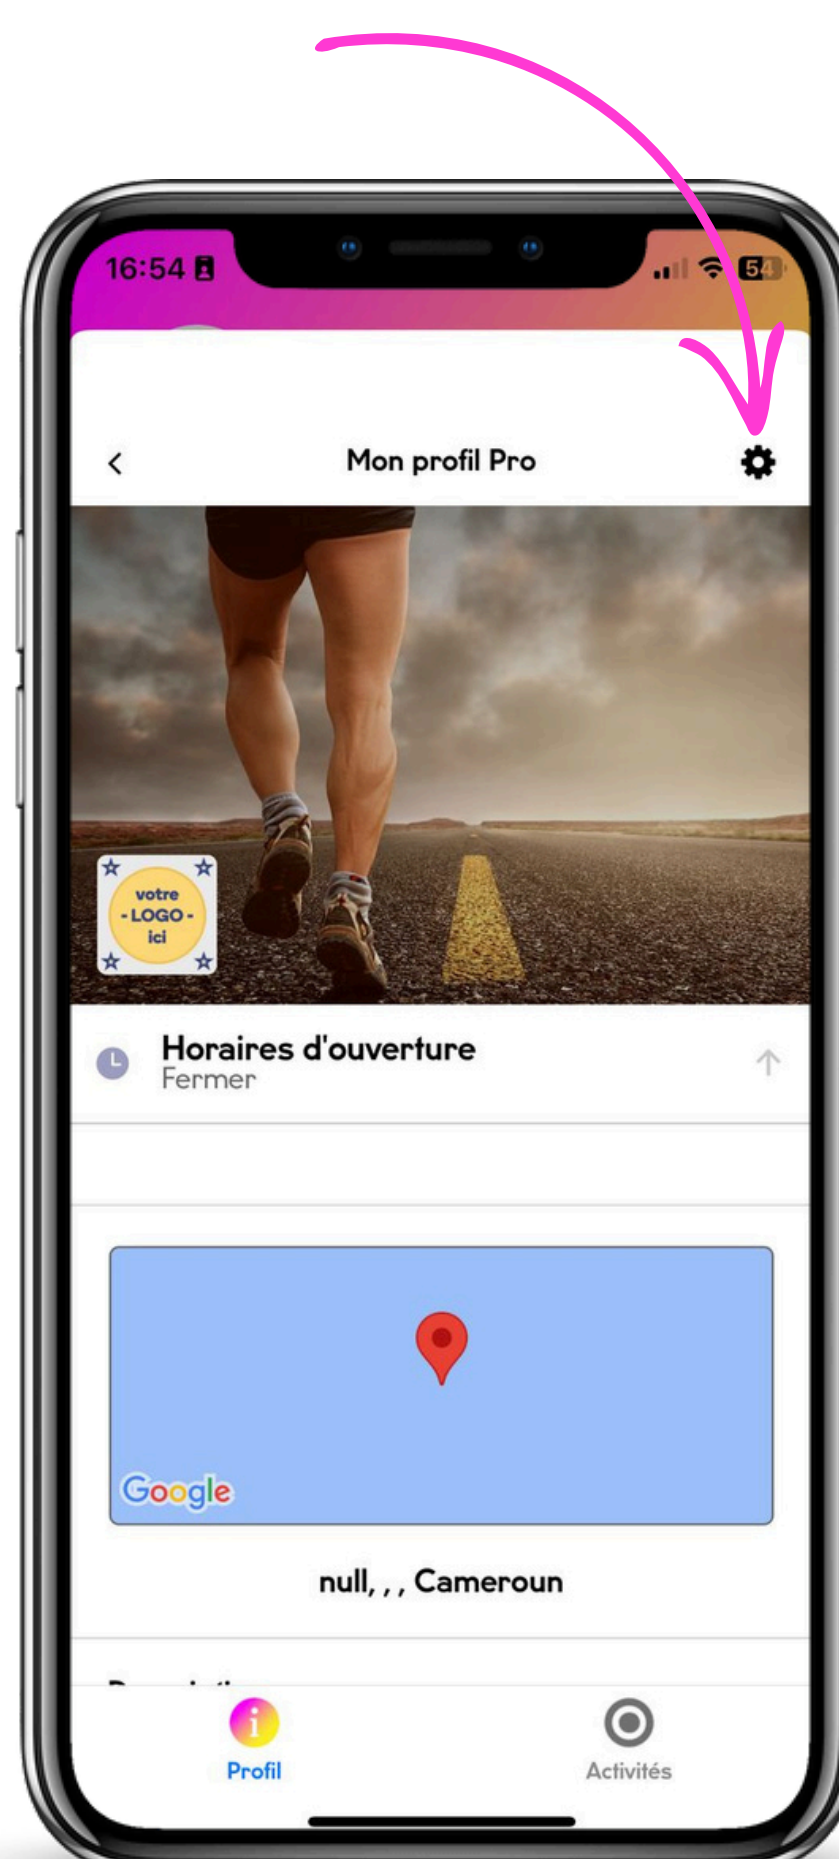 16:54
54
Mon profil Pro
votre
- LOGO -
ici
Horaires d'ouverture
Fermer
Google
null, , , Cameroun
Profil
Activités